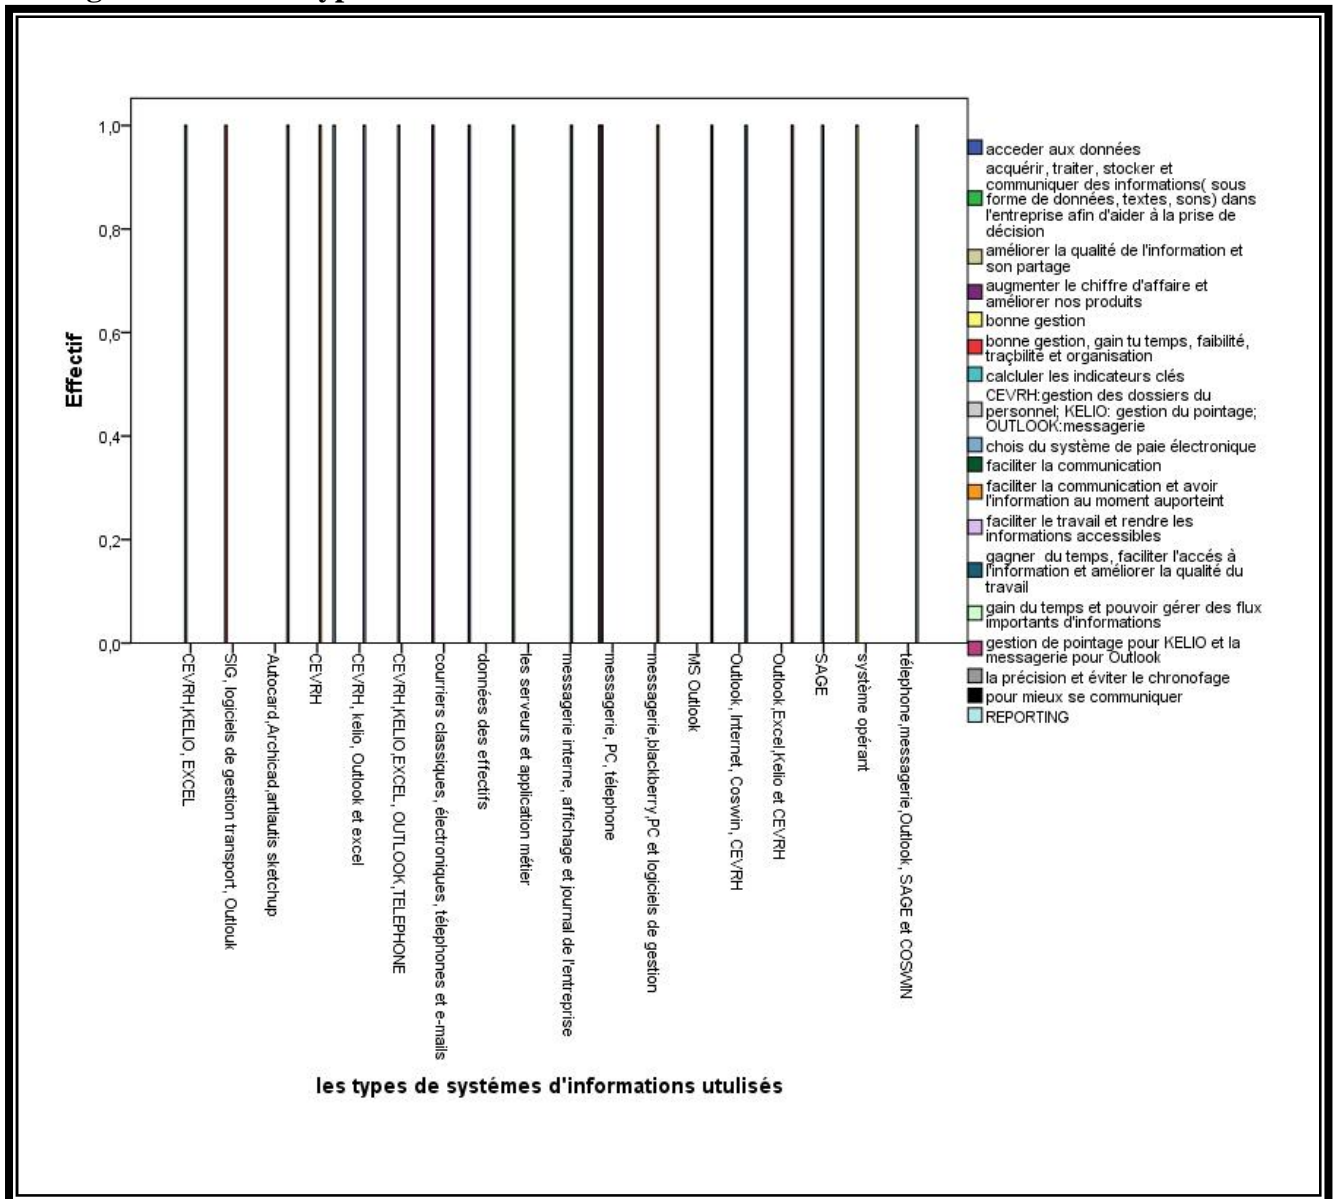 1,0
0,8
0,6
0,4
0,2
0,0
Effectif
CEVRH,KELIO, EXCEL
SIG, logiciels de gestion transport, Outlouk
Autocard,Archicad,artlautis sketchup
CEVRH
CEVRH, kelio, Outlook et excel
CEVRH,KELIO,EXCEL, OUTLOOK,TELEPHONE
courriers classiques, électroniques, télephones et e-mails
données des effectifs
les serveurs et application métier
messagerie interne, affichage et journal de l'entreprise
messagerie, PC, télephone
messagerie,blackberry,PC et logiciels de gestion
MS Outlook
Outlook, Internet, Coswin, CEVRH
Outlook,Excel,Kelio et CEVRH
SAGE
système opérant
télephone,messagerie,Outlook, SAGE et COSWIN
les types de systémes d'informations utulisés
acceder aux données
acquérir, traiter, stocker et
communiquer des informations( sous
forme de données, textes, sons) dans
l'entreprise afin d'aider à la prise de
décision
améliorer la qualité de l'information et
son partage
augmenter le chiffre d'affaire et
améliorer nos produits
bonne gestion
bonne gestion, gain tu temps, faibilité,
traçbilité et organisation
calcluler les indicateurs clés
CEVRH:gestion des dossiers du
personnel; KELIO: gestion du pointage;
OUTLOOK:messagerie
chois du système de paie électronique
faciliter la communication
faciliter la communication et avoir
l'information au moment auporteint
faciliter le travail et rendre les
informations accessibles
gagner du temps, faciliter l'accés à
l'information et améliorer la qualité du
travail
gain du temps et pouvoir gérer des flux
importants d'informations
gestion de pointage pour KELIO et la
messagerie pour Outlook
la précision et éviter le chronofage
pour mieux se communiquer
REPORTING